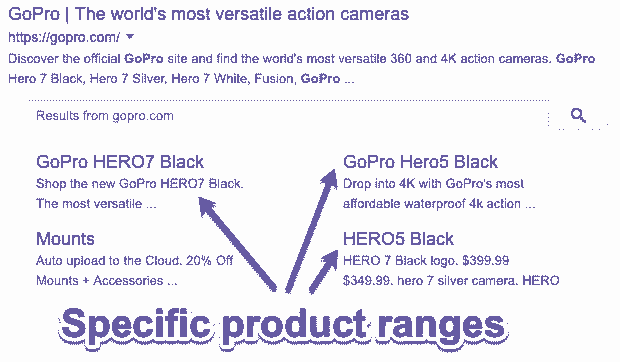 GoPro | The world's most versatile action cameras
https://gopro.com/
Discover the official GoPro site and find the world's most versatile 360 and 4K action cameras. GoPro
Hero 7 Black, Hero 7 Silver, Hero 7 White, Fusion, GoPro ...
Results from gopro.com
GoPro HERO7 Black
Shop the new GoPro HERO7 Black.
The most versatile ...
GoPro Hero5 Black
Drop into 4K with GoPro's most
affordable waterproof 4k action ...
Mounts
Auto upload to the Cloud. 20% Off
Mounts + Accessories ...
HERO5 Black
HERO 7 Black logo. $399.99
$349.99. hero 7 silver camera. HERO
Specific product ranges